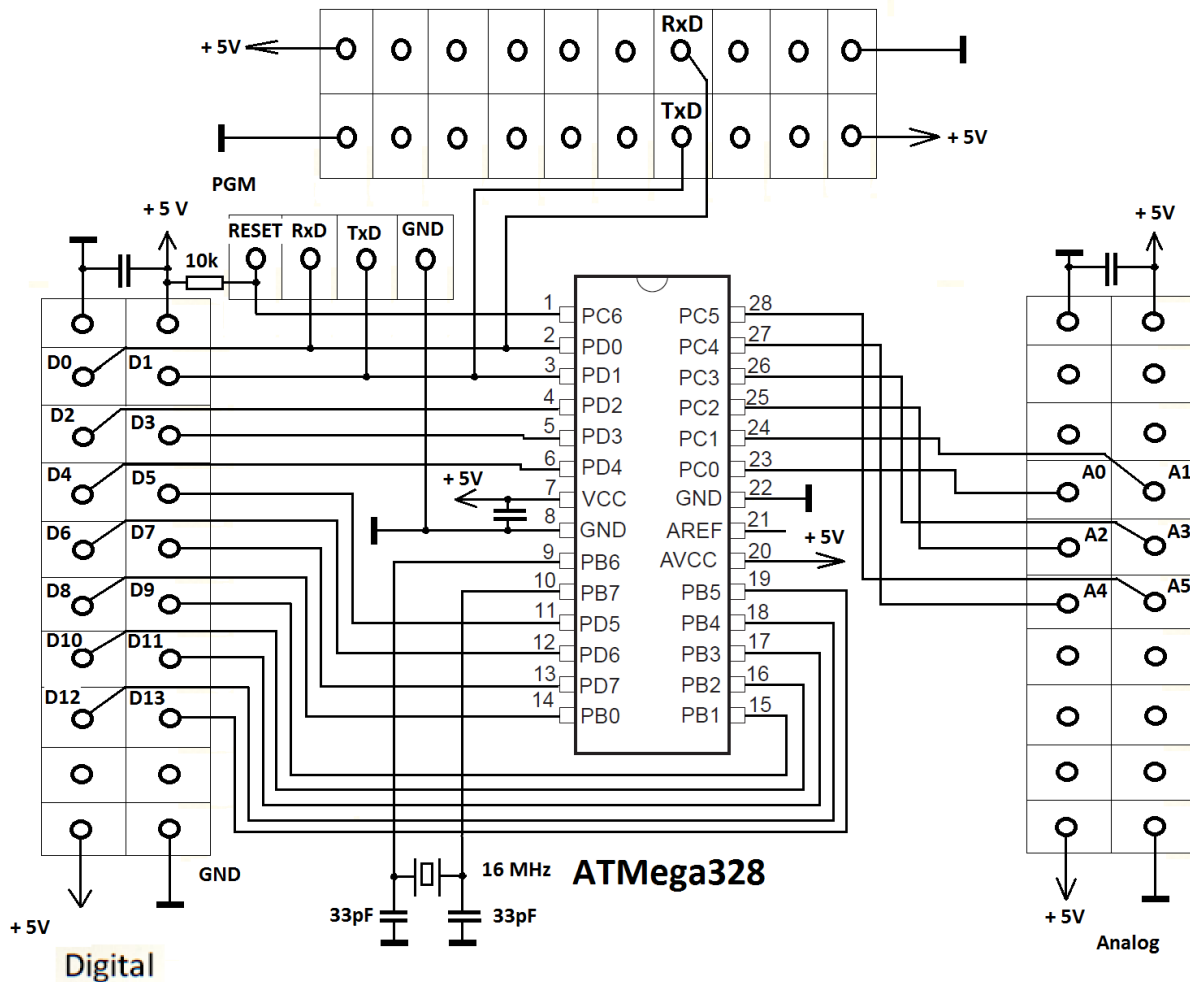 RxD
+ 5V
TxD
+ 5V
PGM
+ 5 V
RESET RxD TxD GND
+ 5V
10k
1 PC6 PC5 28
2 PD0 PC4 27
D0 D1
3 PD1 PC3 26
4 PD2 PC2 25
D2 D3
5 PD3 PC1 24
6 PD4 PC0 23
D4 D5 + 5V A0 A1
7 VCC GND 22
8 GND AREF 21
D6 D7 + 5V A2 A3
9 PB6 AVCC 20
10 PB7 PB5 19
D8 D9 A4 A5
11 PD5 PB4 18
12 PD6 PB3 17
D10 D11
13 PD7 PB2 16
D12 D13
14 PB0 PB1 15
GND 16 MHz ATMega328
33pF 33pF
+ 5V
+ 5V
Analog
Digital